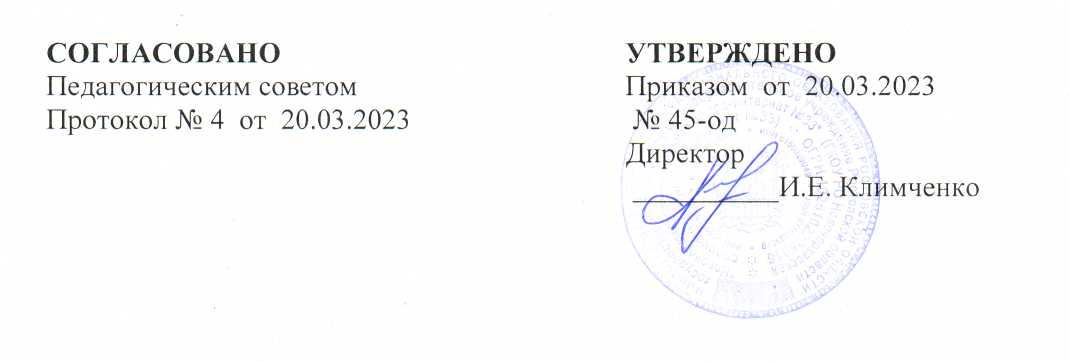 СОГЛАСОВАНО
Педагогическим советом
Протокол № 4 от 20.03.2023
УТВЕРЖДЕНО
Приказом от 20.03.2023
№ 45-од
Директор
___________И.Е. Климченко